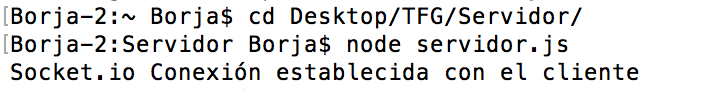 [Borja-2:~ Borja$ cd Desktop/TFG/Servidor/
[Borja-2:Servidor Borja$ node servidor.js
Socket.io Conexión establecida con el cliente